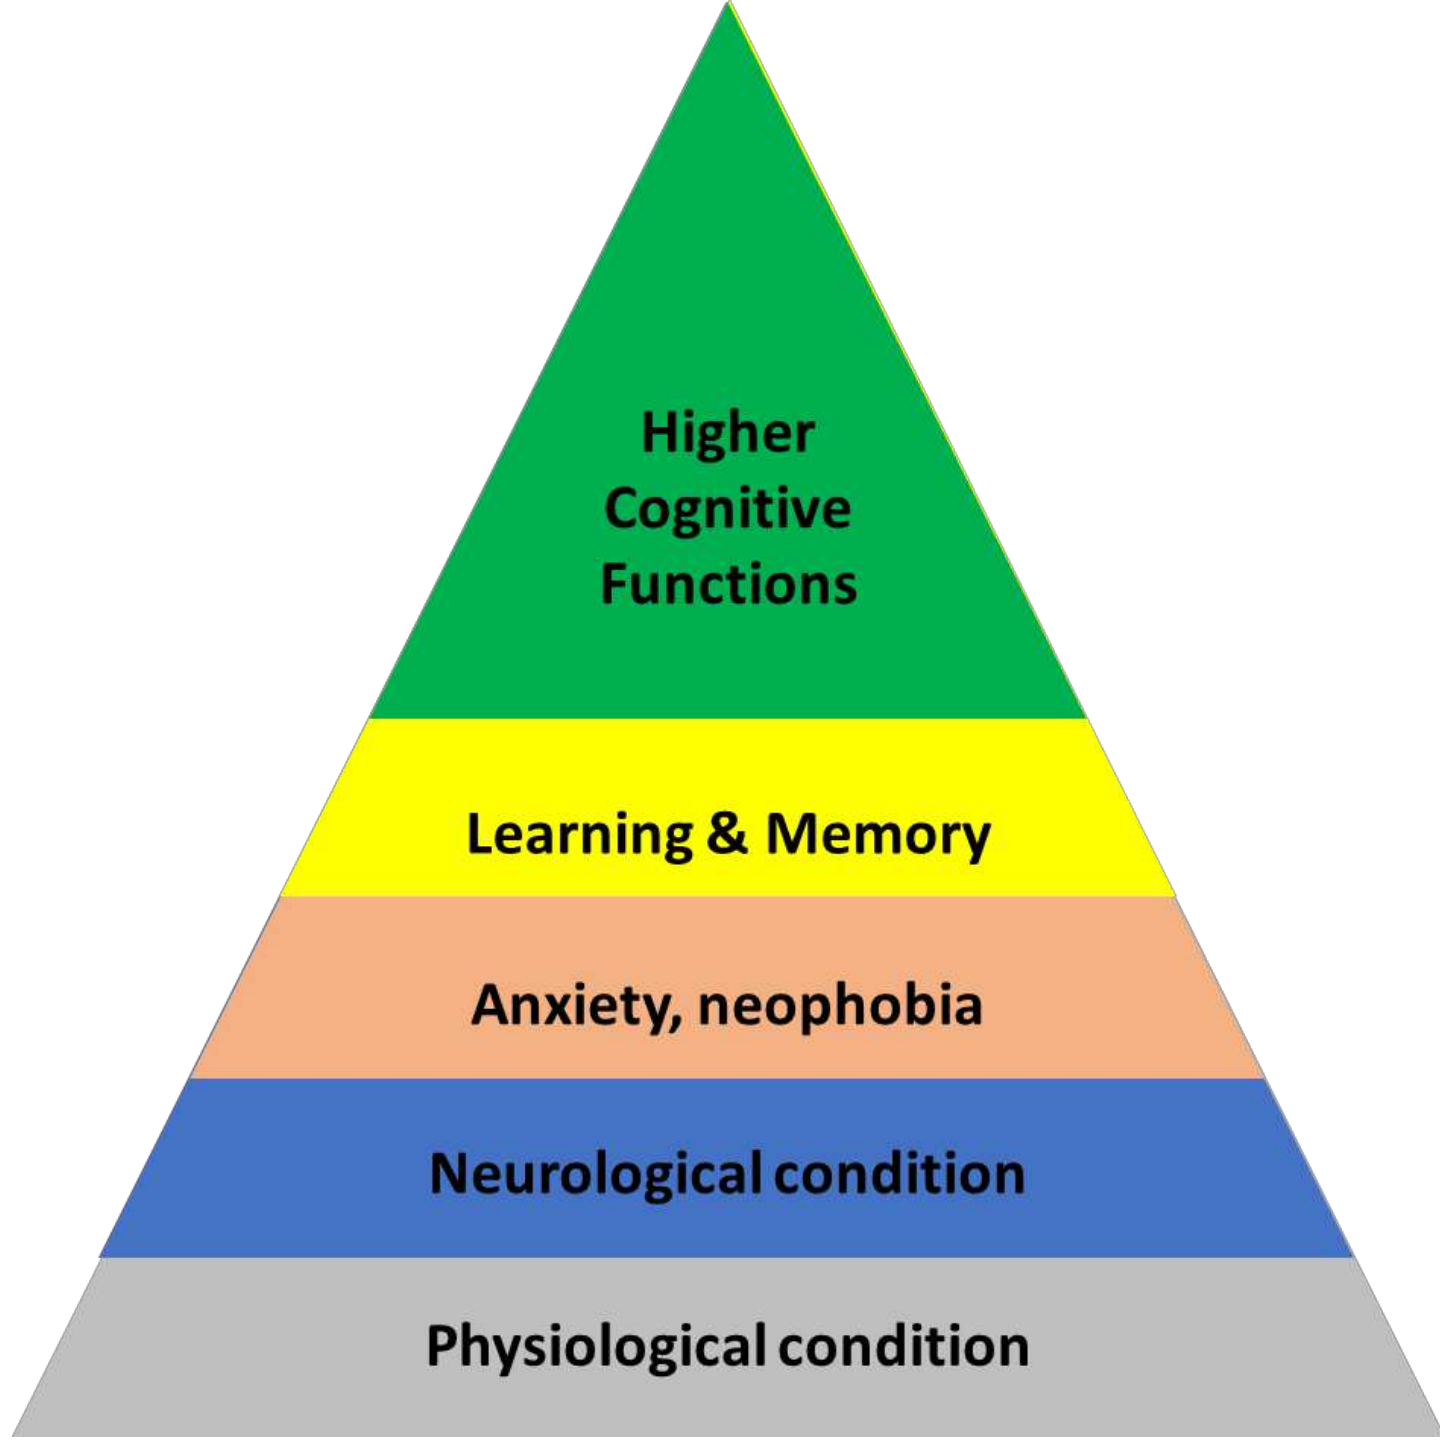 Higher
Cognitive
Functions
Learning & Memory
Anxiety, neophobia
Neurological condition
Physiological condition